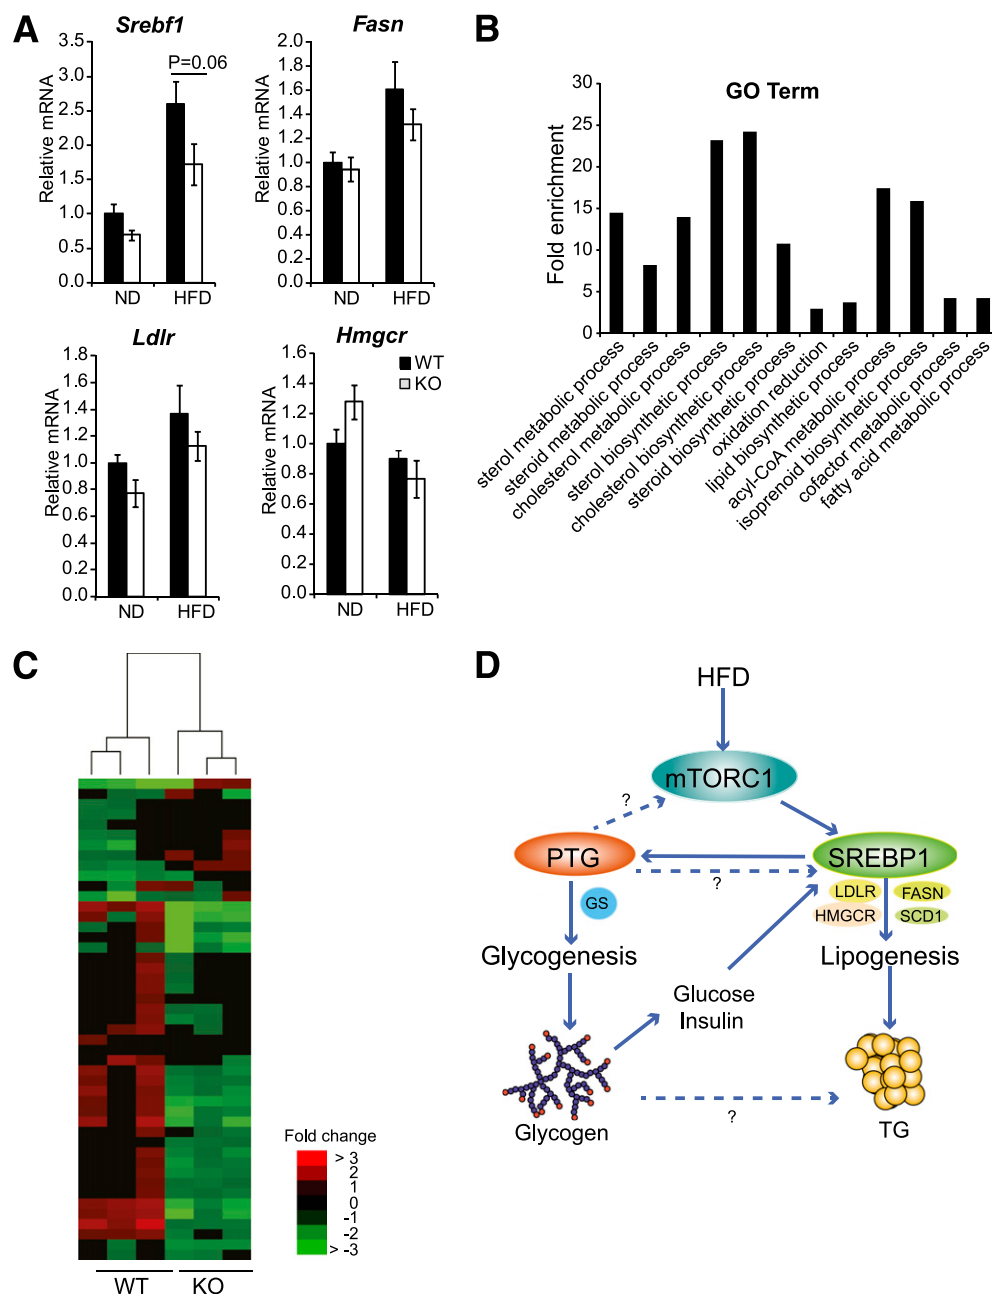 A
Srebf1
Relative mRNA
3.5
3.0
2.5
2.0
1.5
1.0
0.5
0.0
P=0.06
ND
HFD
Fasn
Relative mRNA
2.0
1.8
1.6
1.4
1.2
1.0
0.8
0.6
0.4
0.2
0.0
ND
HFD
Ldlr
Relative mRNA
1.8
1.6
1.4
1.2
1.0
0.8
0.6
0.4
0.2
0.0
ND
HFD
Hmgcr
Relative mRNA
1.6
1.4
1.2
1.0
0.8
0.6
0.4
0.2
0.0
WT
KO
ND
HFD
B
GO Term
Fold enrichment
30
25
20
15
10
5
0
sterol metabolic process
steroid metabolic process
cholesterol metabolic process
sterol biosynthetic process
cholesterol biosynthetic process
steroid biosynthetic process
oxidation reduction
lipid biosynthetic process
acyl-CoA metabolic process
isoprenoid biosynthetic process
cofactor metabolic process
fatty acid metabolic process
C
WT
KO
Fold change
> 3
2
1
0
-1
-2
> -3
D
HFD
mTORC1
?
PTG
SREBP1
?
GS
LDLR
FASN
HMGCR
SCD1
Glycogenesis
Lipogenesis
Glucose
Insulin
?
Glycogen
TG